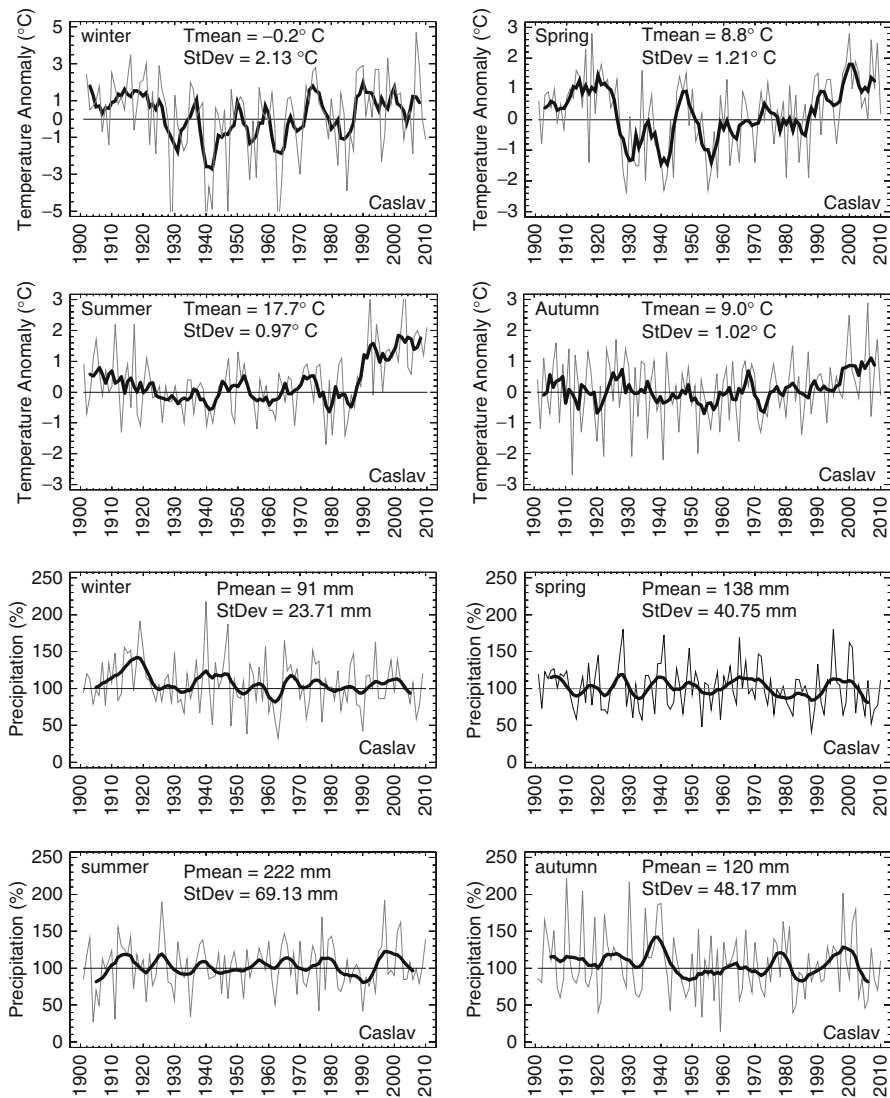 winter
Tmean = –0.2° C
StDev = 2.13 °C
Temperature Anomaly (°C)
5
3
1
0
–1
–3
–5
Caslav
1900 1910 1920 1930 1940 1950 1960 1970 1980 1990 2000 2010
Spring
Tmean = 8.8° C
StDev = 1.21° C
Temperature Anomaly (°C)
3
2
1
0
–1
–2
–3
Caslav
1900 1910 1920 1930 1940 1950 1960 1970 1980 1990 2000 2010
Summer
Tmean = 17.7° C
StDev = 0.97° C
Temperature Anomaly (°C)
3
2
1
0
–1
–2
–3
Caslav
1900 1910 1920 1930 1940 1950 1960 1970 1980 1990 2000 2010
Autumn
Tmean = 9.0° C
StDev = 1.02° C
Temperature Anomaly (°C)
3
2
1
0
–1
–2
–3
Caslav
1900 1910 1920 1930 1940 1950 1960 1970 1980 1990 2000 2010
winter
Pmean = 91 mm
StDev = 23.71 mm
Precipitation (%)
250
200
150
100
50
0
Caslav
1900 1910 1920 1930 1940 1950 1960 1970 1980 1990 2000 2010
spring
Pmean = 138 mm
StDev = 40.75 mm
Precipitation (%)
250
200
150
100
50
0
Caslav
1900 1910 1920 1930 1940 1950 1960 1970 1980 1990 2000 2010
summer
Pmean = 222 mm
StDev = 69.13 mm
Precipitation (%)
250
200
150
100
50
0
Caslav
1900 1910 1920 1930 1940 1950 1960 1970 1980 1990 2000 2010
autumn
Pmean = 120 mm
StDev = 48.17 mm
Precipitation (%)
250
200
150
100
50
0
Caslav
1900 1910 1920 1930 1940 1950 1960 1970 1980 1990 2000 2010